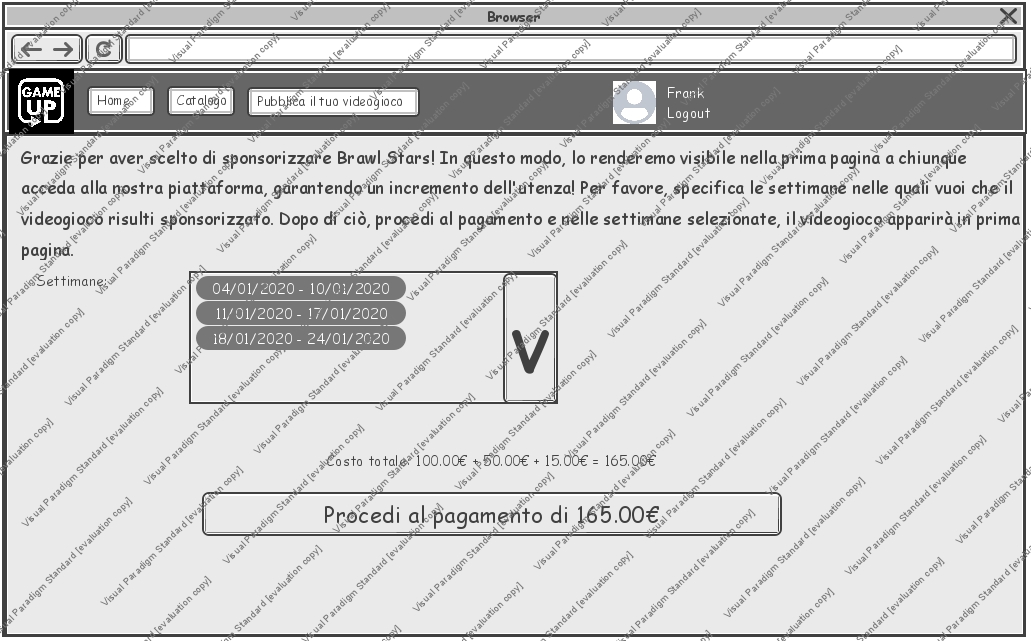 Browser
GAME
UP
Home
Catalogo
Pubblica il tuo videogioco
Frank
Logout
Grazie per aver scelto di sponsorizzare Brawl Stars! In questo modo, lo renderemo visibile nella prima pagina a chiunque
acceda alla nostra piattaforma, garantendo un incremento dell'utenza! Per favore, specifica le settimane nelle quali vuoi che il
videogioco risulti sponsorizzato. Dopo di ciò, procedi al pagamento e nelle settimane selezionate, il videogioco apparirà in prima
pagina.
Settimane:
04/01/2020 - 10/01/2020
11/01/2020 - 17/01/2020
18/01/2020 - 24/01/2020
V
Costo totale: 100.00€ + 50.00€ + 15.00€ = 165.00€
Procedi al pagamento di 165.00€
Visual Paradigm Standard [evaluation copy]